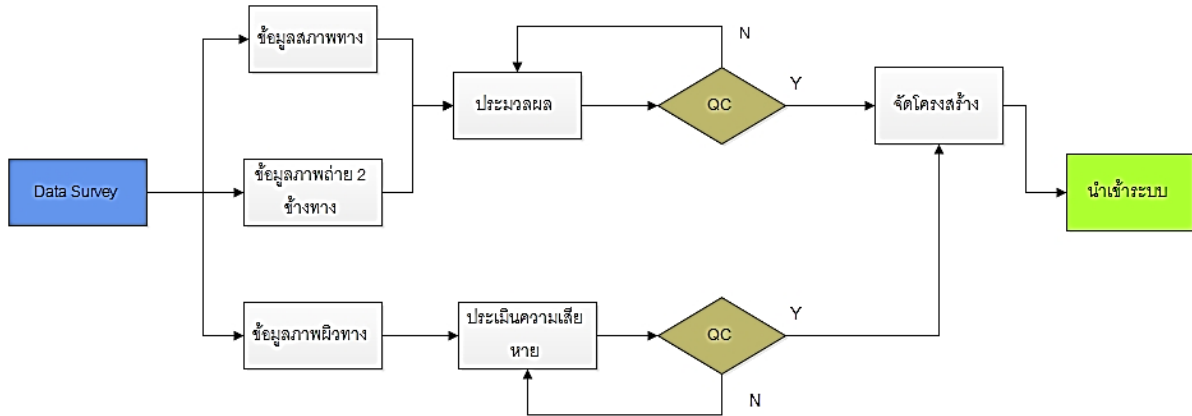 ข้อมูลสภาพทาง
N
ประมวลผล
QC
Y
จัดโครงสร้าง
Data Survey
ข้อมูลภาพถ่าย 2
ข้างทาง
นำเข้าระบบ
ข้อมูลภาพผิวทาง
ประเมินความเสีย
หาย
QC
Y
N